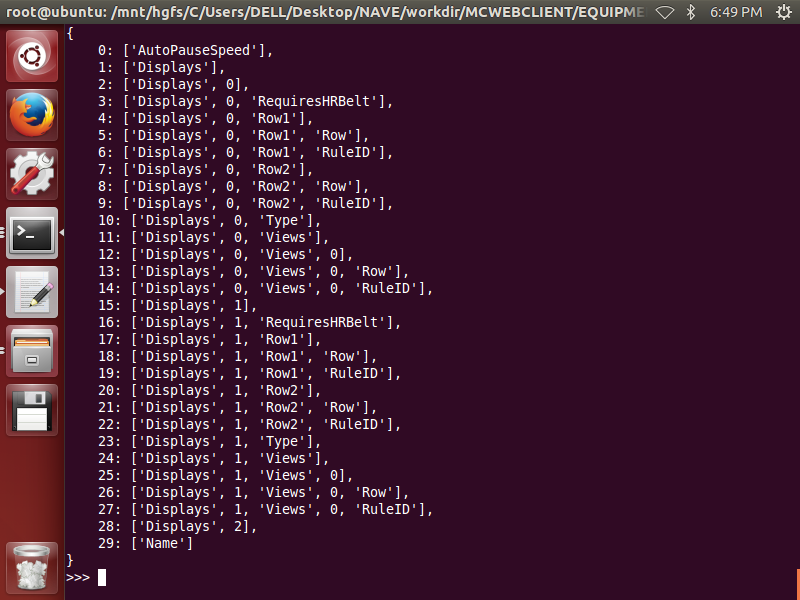 root@ubuntu: /mnt/hgfs/C/Users/DELL/Desktop/NAVE/workdir/MCWEBCLIENT/EQUIPME 6:49 PM
{
    0: ['AutoPauseSpeed'],
    1: ['Displays'],
    2: ['Displays', 0],
    3: ['Displays', 0, 'RequiresHRBelt'],
    4: ['Displays', 0, 'Row1'],
    5: ['Displays', 0, 'Row1', 'Row'],
    6: ['Displays', 0, 'Row1', 'RuleID'],
    7: ['Displays', 0, 'Row2'],
    8: ['Displays', 0, 'Row2', 'Row'],
    9: ['Displays', 0, 'Row2', 'RuleID'],
    10: ['Displays', 0, 'Type'],
    11: ['Displays', 0, 'Views'],
    12: ['Displays', 0, 'Views', 0],
    13: ['Displays', 0, 'Views', 0, 'Row'],
    14: ['Displays', 0, 'Views', 0, 'RuleID'],
    15: ['Displays', 1],
    16: ['Displays', 1, 'RequiresHRBelt'],
    17: ['Displays', 1, 'Row1'],
    18: ['Displays', 1, 'Row1', 'Row'],
    19: ['Displays', 1, 'Row1', 'RuleID'],
    20: ['Displays', 1, 'Row2'],
    21: ['Displays', 1, 'Row2', 'Row'],
    22: ['Displays', 1, 'Row2', 'RuleID'],
    23: ['Displays', 1, 'Type'],
    24: ['Displays', 1, 'Views'],
    25: ['Displays', 1, 'Views', 0],
    26: ['Displays', 1, 'Views', 0, 'Row'],
    27: ['Displays', 1, 'Views', 0, 'RuleID'],
    28: ['Displays', 2],
    29: ['Name']
}
>>>